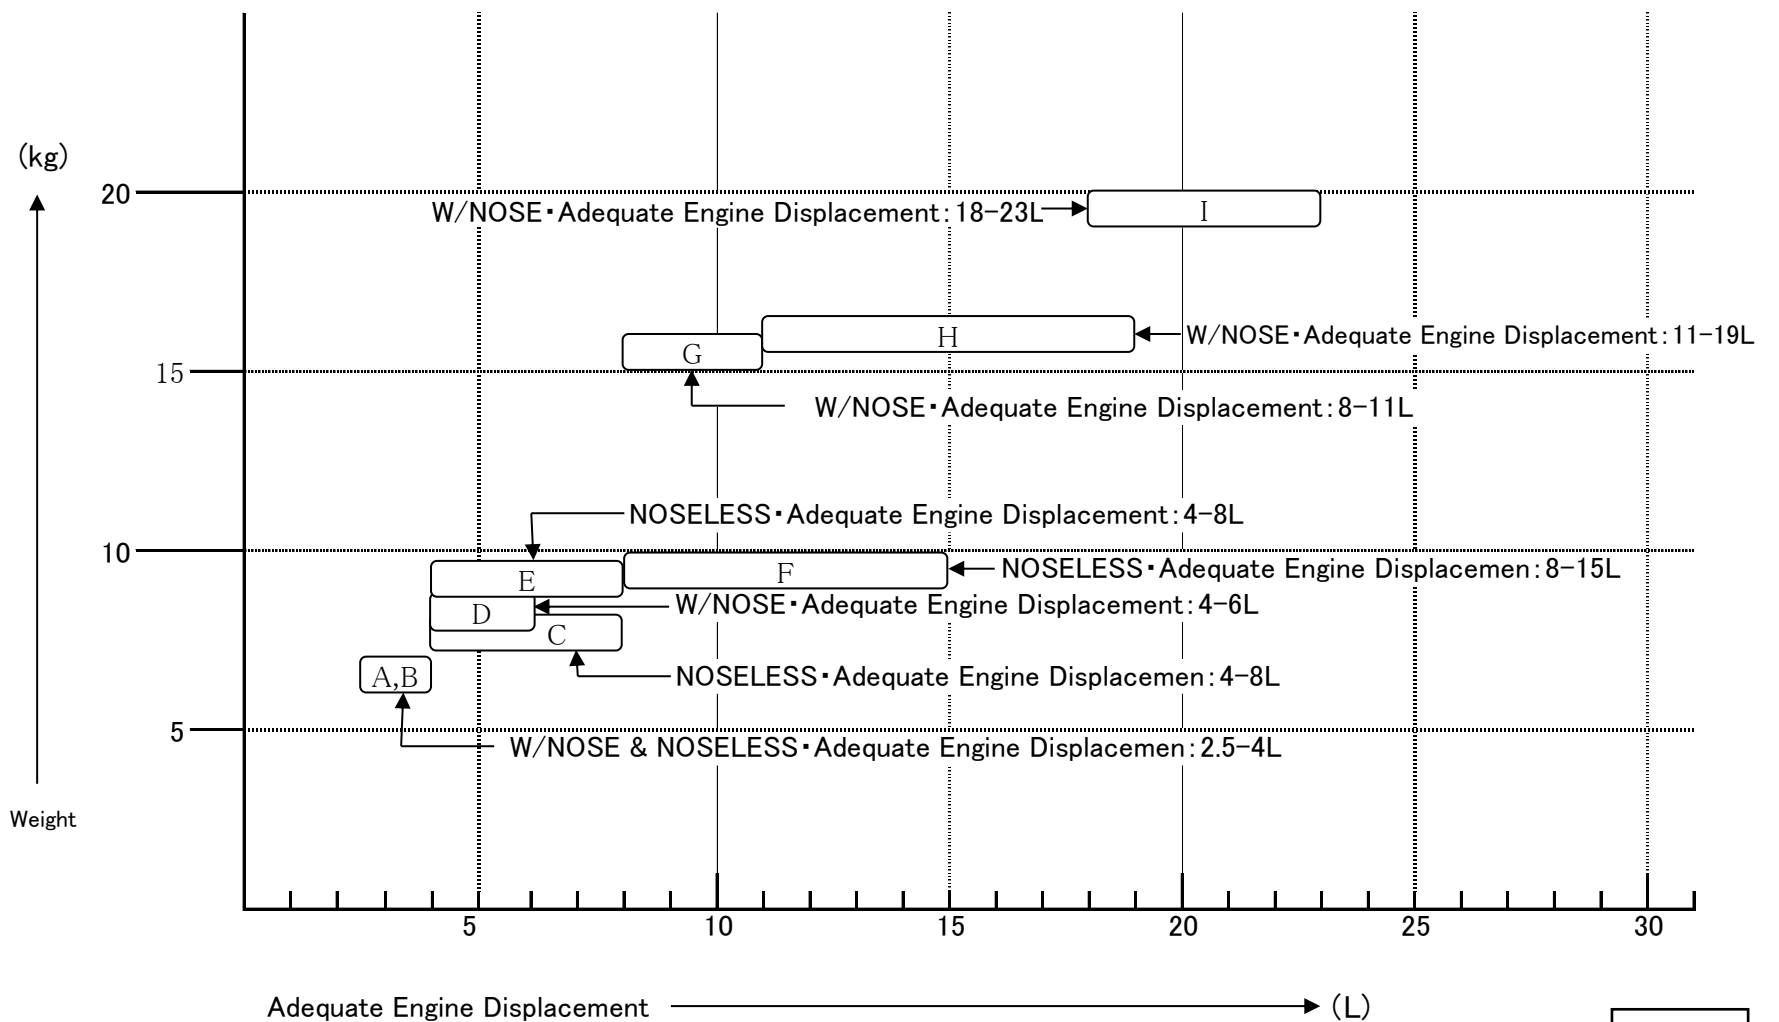 (kg)
20
W/NOSE・Adequate Engine Displacement:18-23L
I
H
W/NOSE・Adequate Engine Displacement:11-19L
G
15
W/NOSE・Adequate Engine Displacement:8-11L
NOSELESS・Adequate Engine Displacement:4-8L
10
F
NOSELESS・Adequate Engine Displacemen:8-15L
E
W/NOSE・Adequate Engine Displacement:4-6L
D
C
A,B
NOSELESS・Adequate Engine Displacemen:4-8L
5
W/NOSE & NOSELESS・Adequate Engine Displacemen:2.5-4L
Weight
5 10 15 20 25 30
Adequate Engine Displacement (L)